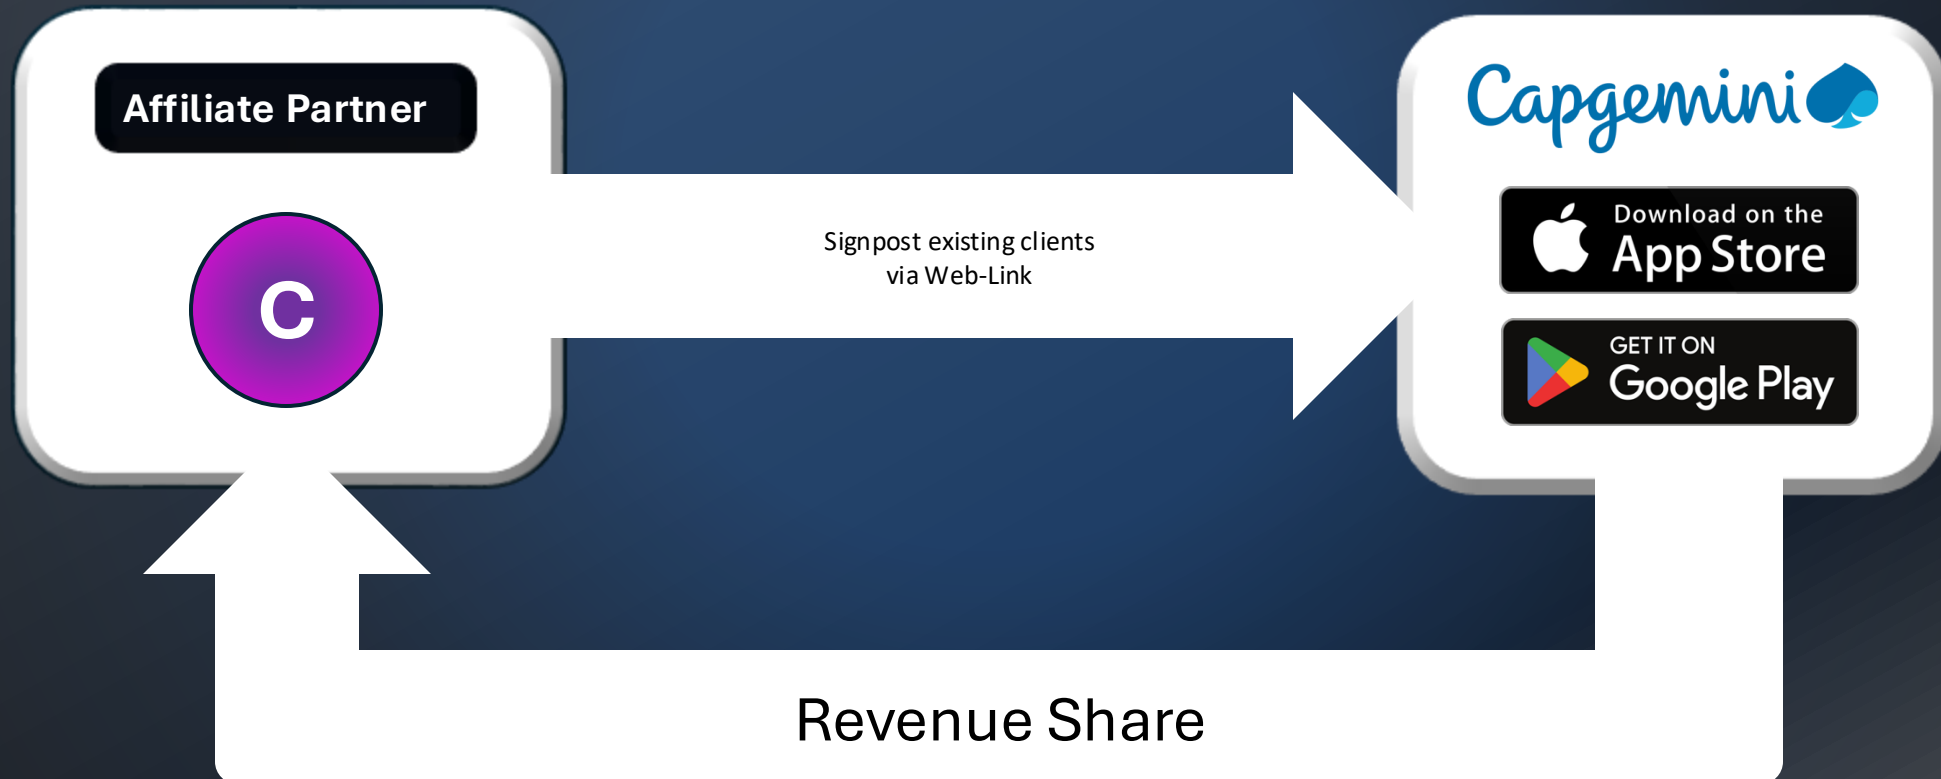 Affiliate Partner
C
Signpost existing clients
via Web-Link
Capgemini
Download on the
App Store
GET IT ON
Google Play
Revenue Share